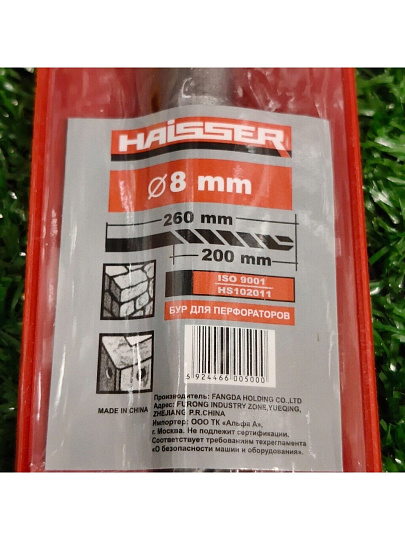 HAISSER
Ø8 mm
260 mm
200 mm
ISO 9001
HS102011
БУР ДЛЯ ПЕРФОРАТОРОВ
5 924466 005000
MADE IN CHINA
Производитель: FANGDA HOLDING CO.,LTD
Адрес: FURONG INDUSTRY ZONE,YUEQING,
ZHEJIANG P.R.CHINA
Импортер: ООО ТК «Альфа А»,
г. Москва. Не подлежит сертификации.
Соответствует требованиям техрегламента
«О безопасности машин и оборудования».